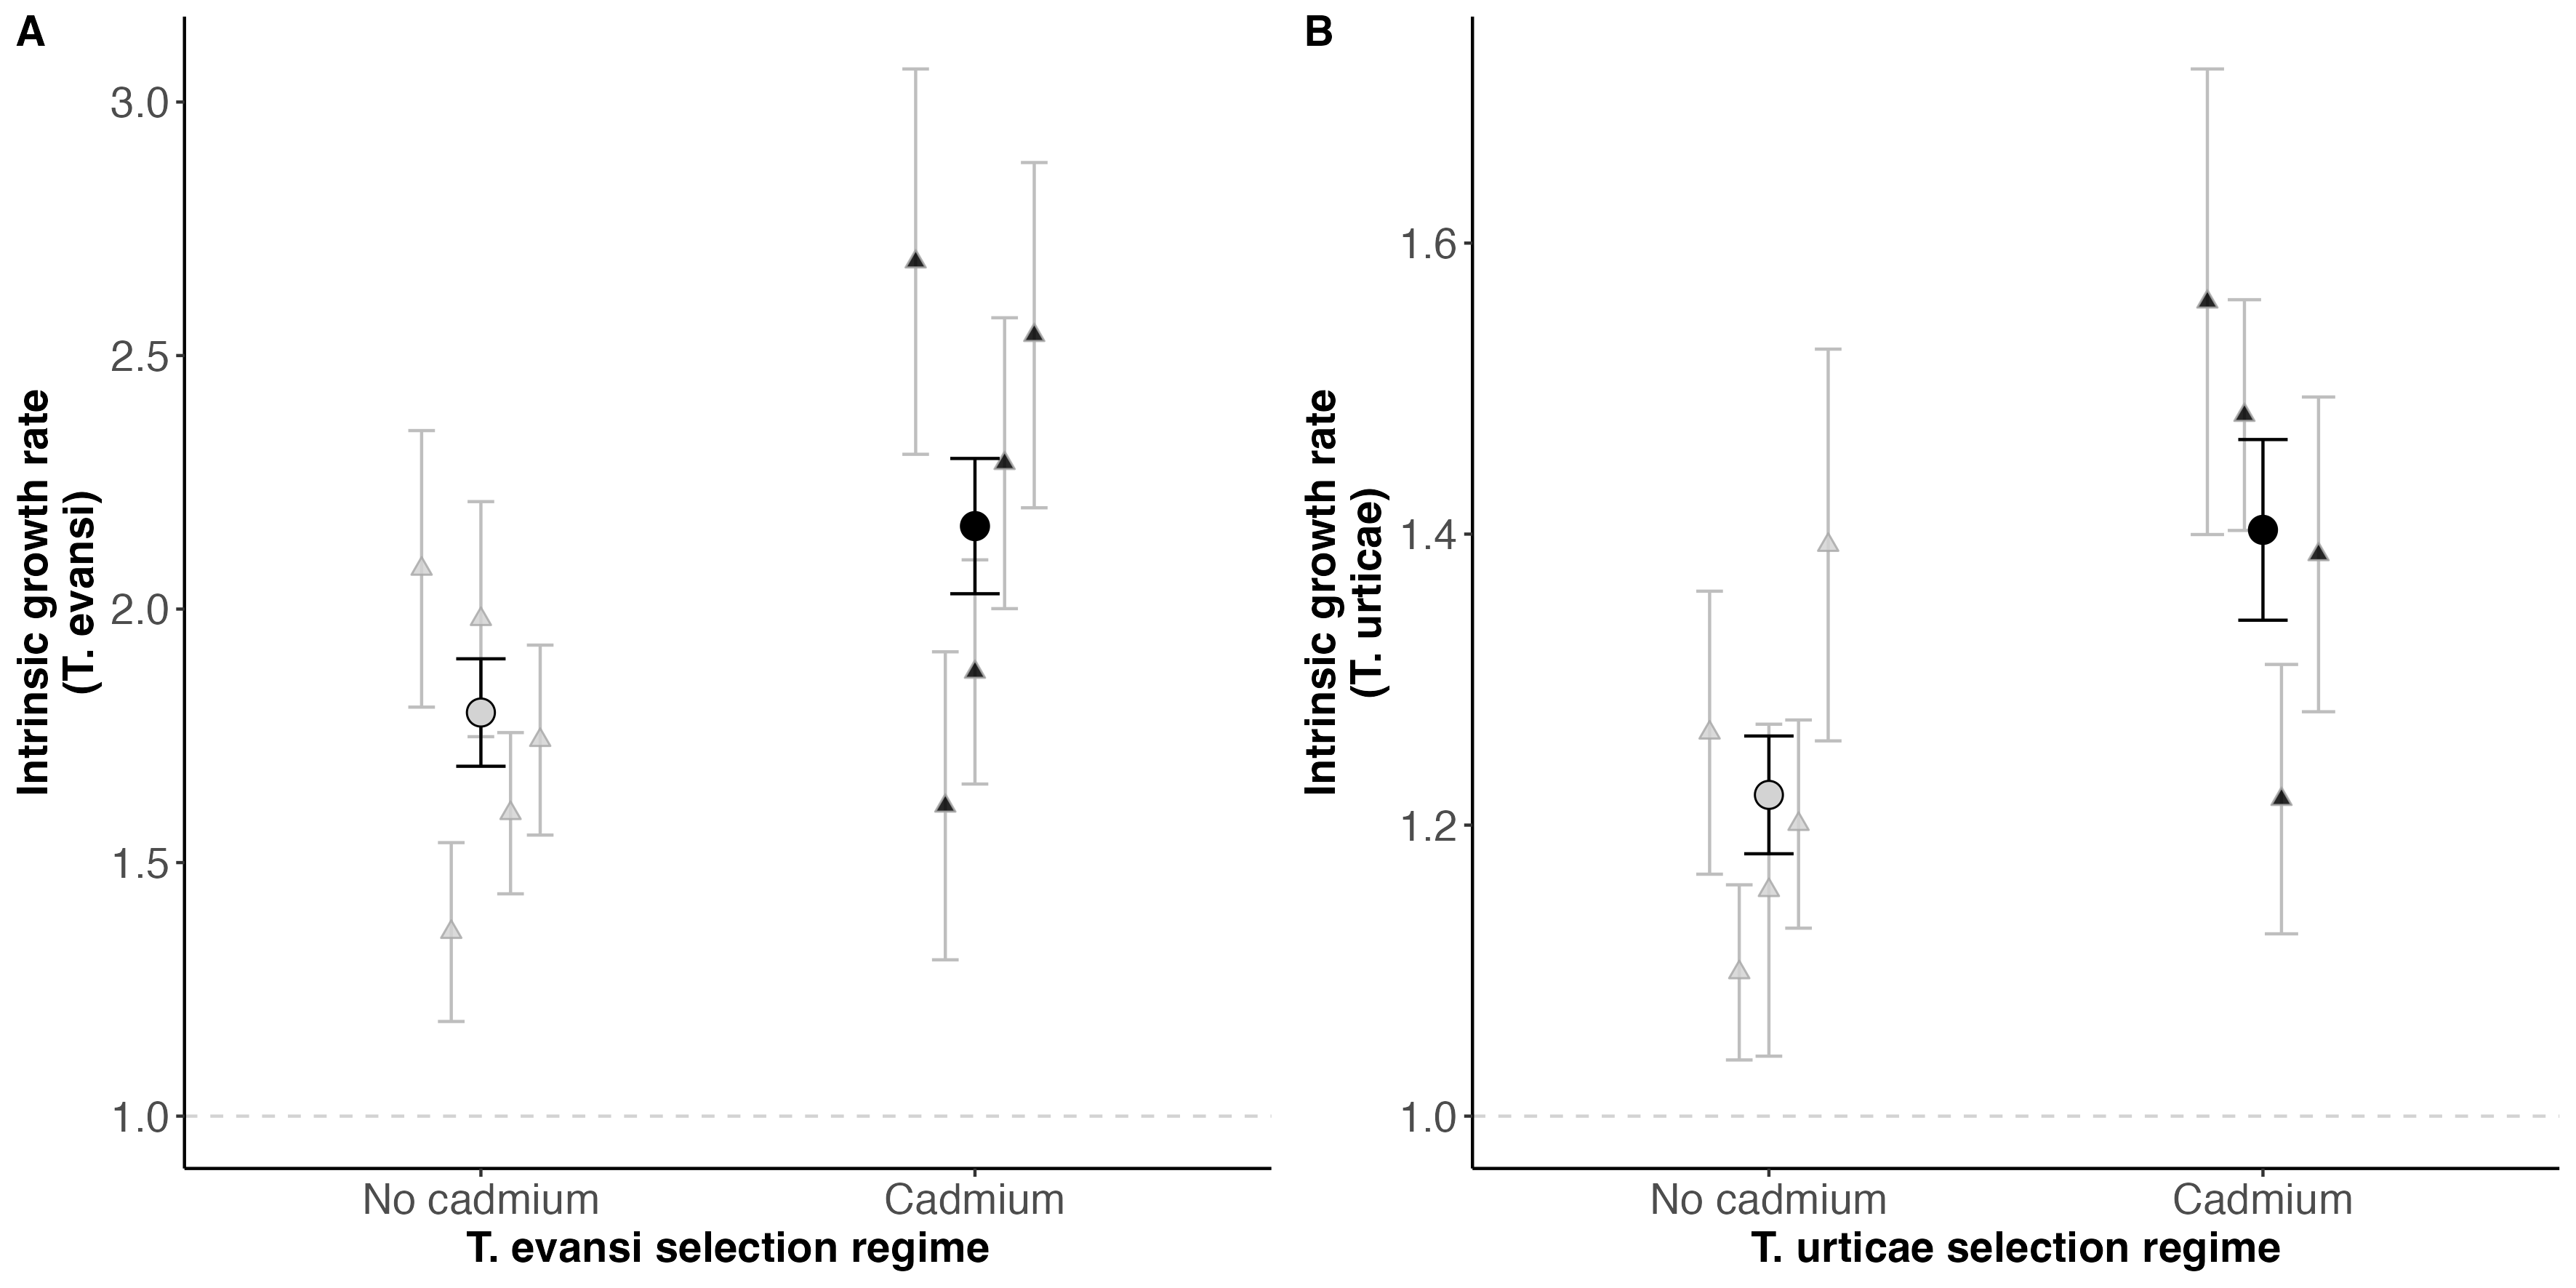 A
Intrinsic growth rate
(T. evansi)
3.0
2.5
2.0
1.5
1.0
No cadmium
Cadmium
T. evansi selection regime
B
Intrinsic growth rate
(T. urticae)
1.6
1.4
1.2
1.0
No cadmium
Cadmium
T. urticae selection regime